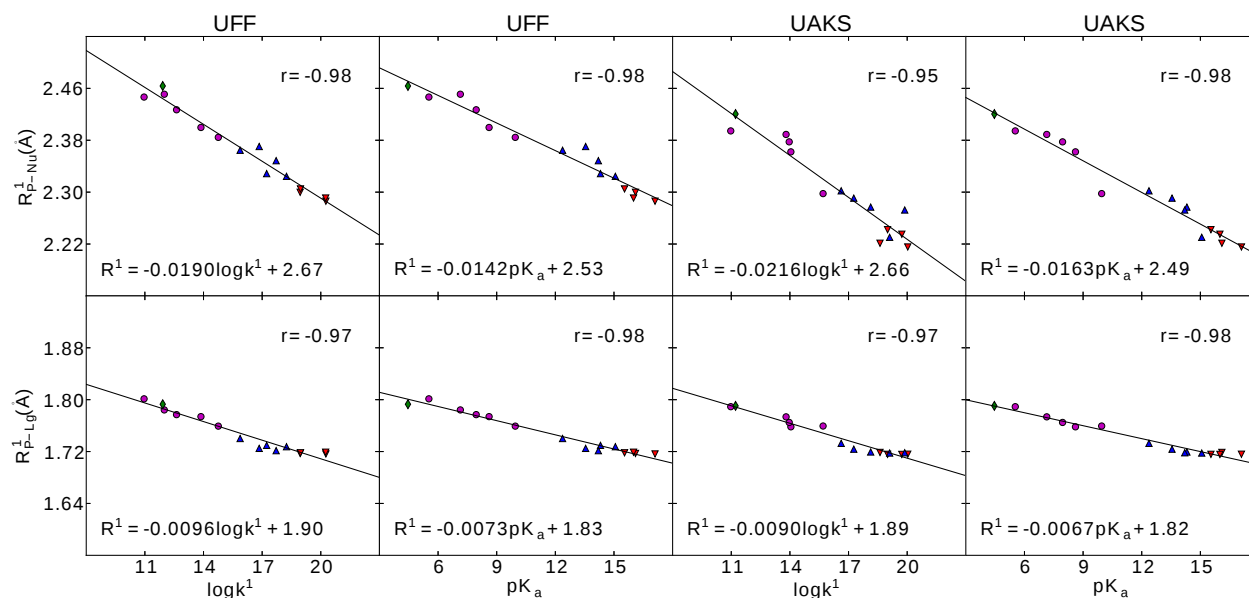 UFF UFF UAKS UAKS
r= -0.98 r= -0.98 r= -0.95 r= -0.98
2.46
2.38
2.30
2.22
R¹P−Nu(Å)
R¹ = -0.0190logk¹ + 2.67 R¹ = -0.0142pKa + 2.53 R¹ = -0.0216logk¹ + 2.66 R¹ = -0.0163pKa + 2.49
r= -0.97 r= -0.98 r= -0.97 r= -0.98
1.88
1.80
1.72
1.64
R¹P−Lg(Å)
R¹ = -0.0096logk¹ + 1.90 R¹ = -0.0073pKa + 1.83 R¹ = -0.0090logk¹ + 1.89 R¹ = -0.0067pKa + 1.82
11 14 17 20 6 9 12 15 11 14 17 20 6 9 12 15
logk¹ pKa logk¹ pKa